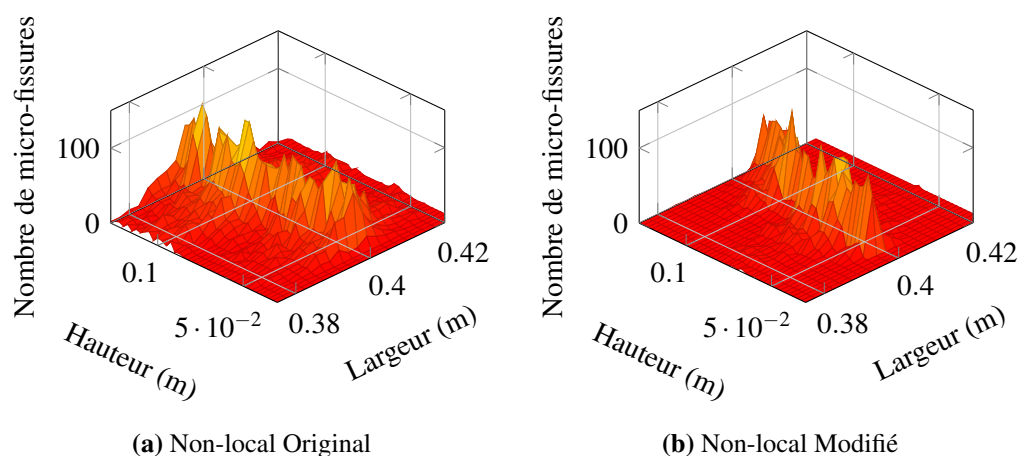 Nombre de micro-fissures
100
0
0.1
5 · 10−2
0.38
0.4
0.42
Hauteur (m)
Largeur (m)
(a) Non-local Original
Nombre de micro-fissures
100
0
0.1
5 · 10−2
0.38
0.4
0.42
Hauteur (m)
Largeur (m)
(b) Non-local Modifié